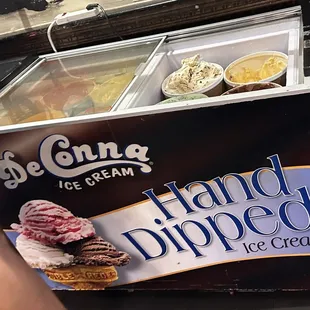 DeConna
ICE CREAM
Hand
Dipped
Ice Crea